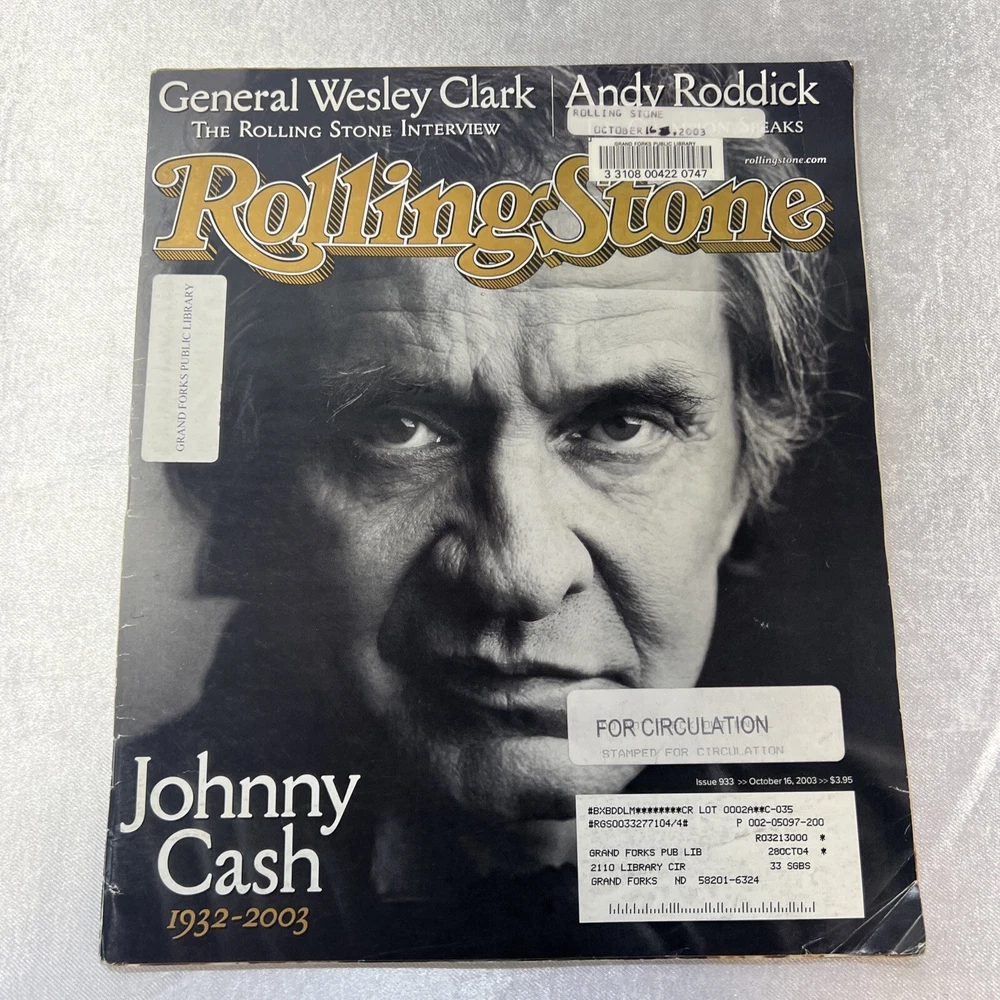 General Wesley Clark
THE ROLLING STONE INTERVIEW
Andy Roddick
SPEAKS
ROLLING STONE
OCTOBER 16, 2003
GRAND FORKS PUBLIC LIBRARY
3 3108 00422 0747
rollingstone.com
RollingStone
GRAND FORKS PUBLIC LIBRARY
FOR CIRCULATION
STAMPED FOR CIRCULATION
Issue 933 >> October 16, 2003 >> $3.95
#BXBDDLM********CR LOT 0002A**C-035
#RGS0033277104/4# P 002-05097-200
R03213000 *
GRAND FORKS PUB LIB 28OCT04 *
2110 LIBRARY CIR 33 SGBS
GRAND FORKS ND 58201-6324
Johnny
Cash
1932-2003